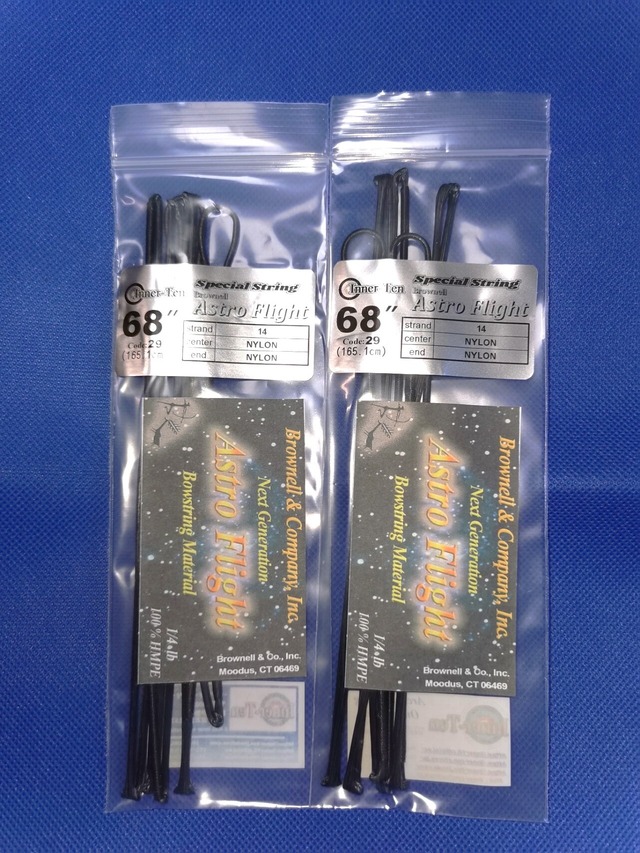 Inner-Ten
Special String
Brownell
Astro Flight
68"
Code:29
(165.1cm)
strand 14
center NYLON
end NYLON
Brownell & Company, Inc.
Next Generation
Astro Flight
Bowstring Material
1/4 lb
100 % HMPE
Brownell & Co., Inc.
Moodus, CT 06469
Inner-Ten
Special String
Brownell
Astro Flight
68"
Code:29
(165.1cm)
strand 14
center NYLON
end NYLON
Brownell & Company, Inc.
Next Generation
Astro Flight
Bowstring Material
1/4 lb
100 % HMPE
Brownell & Co., Inc.
Moodus, CT 06469